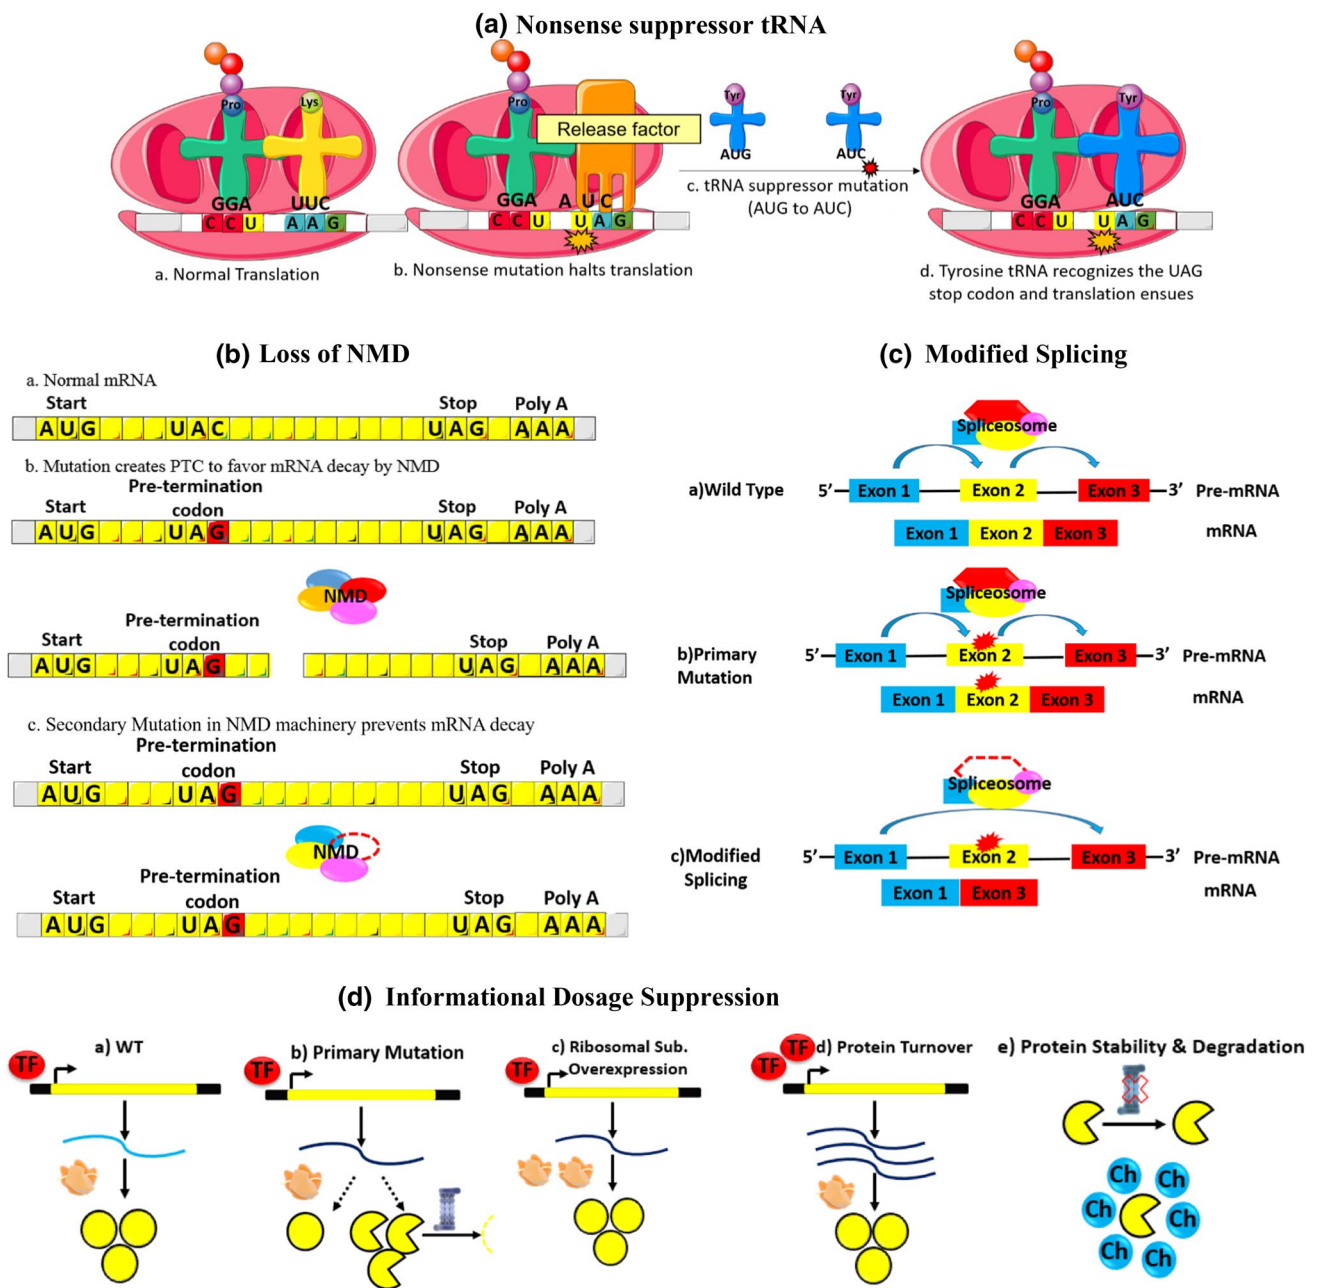 (a) Nonsense suppressor tRNA
Pro Lys
GGA UUC
C C U A A G
a. Normal Translation
Pro
Release factor
GGA A U C
C C U U A G
b. Nonsense mutation halts translation
Tyr Tyr
AUG AUC
c. tRNA suppressor mutation
(AUG to AUC)
Pro Tyr
GGA AUC
C C U U A G
d. Tyrosine tRNA recognizes the UAG
stop codon and translation ensues
(b) Loss of NMD
a. Normal mRNA
Start Stop Poly A
A U G U A C U A G A A A
b. Mutation creates PTC to favor mRNA decay by NMD
Pre-termination
Start codon Stop Poly A
A U G U A G U A G A A A
NMD
Pre-termination
Start codon Stop Poly A
A U G U A G U A G A A A
c. Secondary Mutation in NMD machinery prevents mRNA decay
Pre-termination
Start codon Stop Poly A
A U G U A G U A G A A A
NMD
Pre-termination
Start codon Stop Poly A
A U G U A G U A G A A A
(c) Modified Splicing
Spliceosome
a)Wild Type 5’ Exon 1 Exon 2 Exon 3 3’ Pre-mRNA
Exon 1 Exon 2 Exon 3 mRNA
Spliceosome
b)Primary
Mutation
5’ Exon 1 Exon 2 Exon 3 3’ Pre-mRNA
Exon 1 Exon 2 Exon 3 mRNA
Spliceosome
c)Modified
Splicing
5’ Exon 1 Exon 2 Exon 3 3’ Pre-mRNA
Exon 1 Exon 3 mRNA
(d) Informational Dosage Suppression
a) WT
TF
b) Primary Mutation
TF
c) Ribosomal Sub.
Overexpression
TF
d) Protein Turnover
TF TF
e) Protein Stability & Degradation
Ch Ch
Ch Ch
Ch Ch